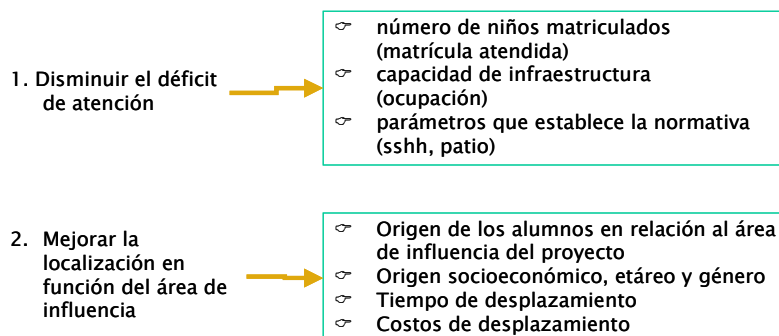 1. Disminuir el déficit
de atención
número de niños matriculados
(matrícula atendida)
capacidad de infraestructura
(ocupación)
parámetros que establece la normativa
(sshh, patio)
2. Mejorar la
localización en
función del área de
influencia
Origen de los alumnos en relación al área
de influencia del proyecto
Origen socioeconómico, etáreo y género
Tiempo de desplazamiento
Costos de desplazamiento